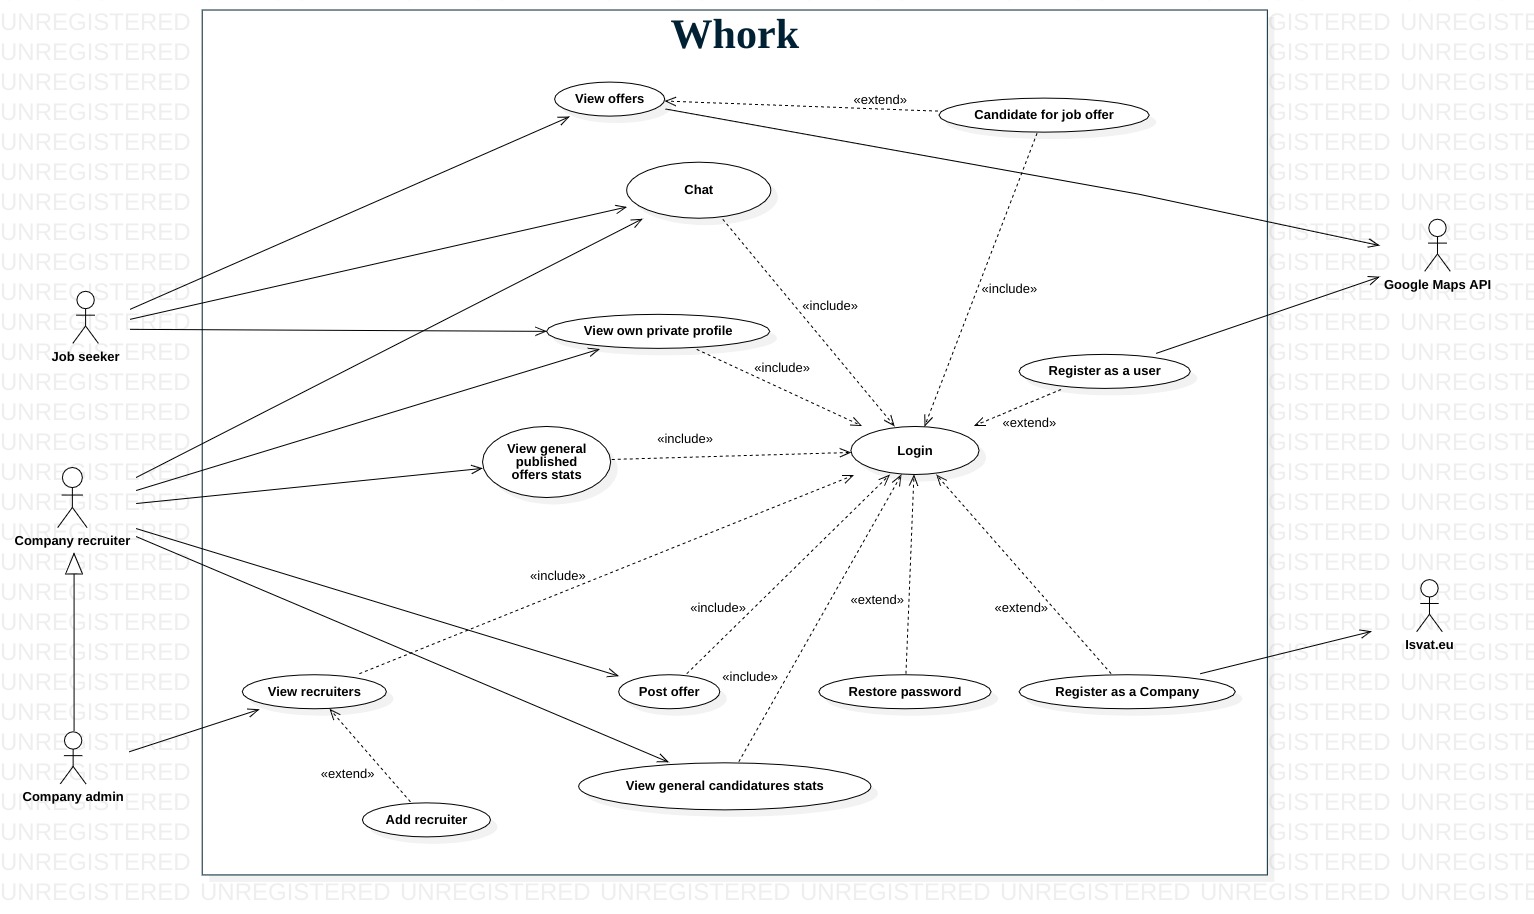 Whork
View offers
«extend»
Candidate for job offer
Chat
Google Maps API
«include»
«include»
View own private profile
Job seeker
«include»
Register as a user
«extend»
View general
published
offers stats
«include»
Login
Company recruiter
«include»
«include»
«extend»
«extend»
Isvat.eu
«include»
View recruiters
Post offer
Restore password
Register as a Company
«extend»
View general candidatures stats
Company admin
Add recruiter
UNREGISTERED UNREGISTERED UNREGISTERED UNREGISTERED UNREGISTERED UNREGISTERED UNREGISTERED UNREGISTE